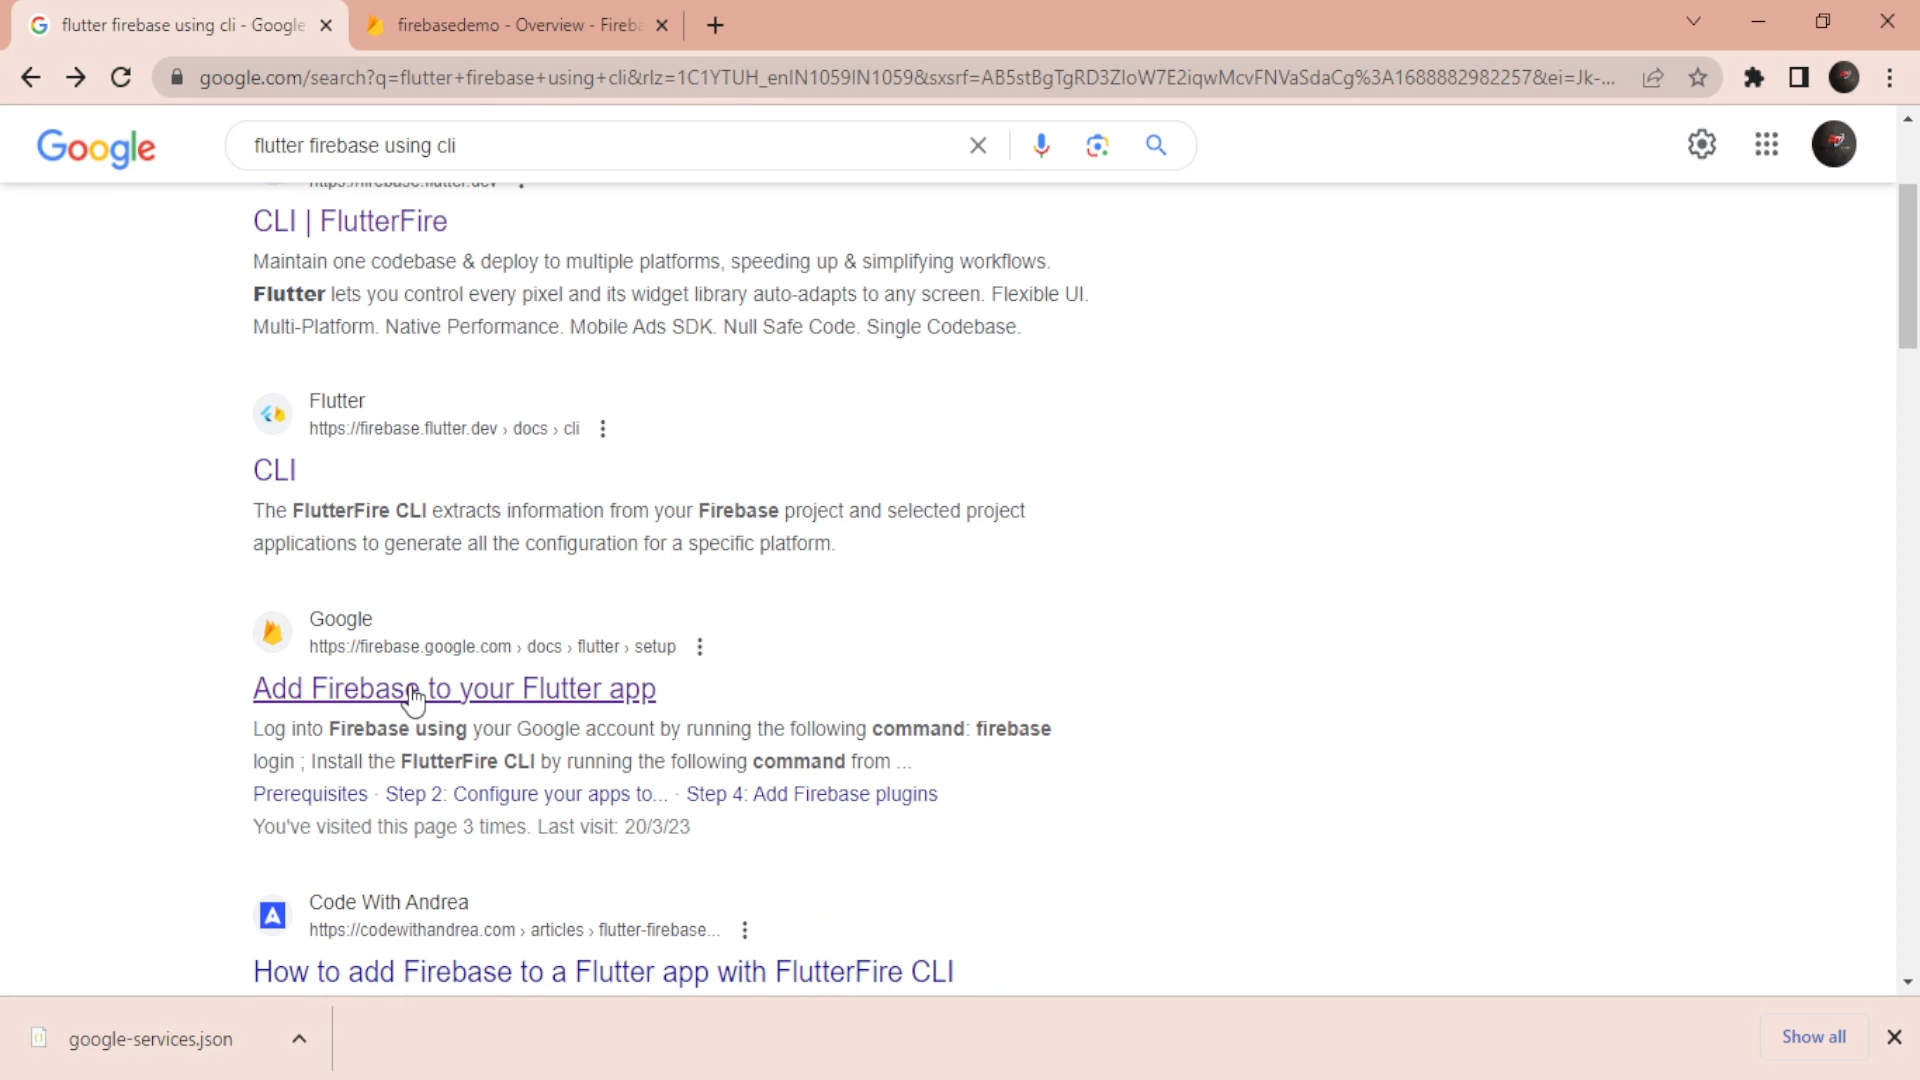 flutter firebase using cli - Google
firebasedemo - Overview - Fireba
google.com/search?q=flutter+firebase+using+cli&rlz=1C1YTUH_enIN1059IN1059&sxsrf=AB5stBgTgRD3ZIoW7E2iqwMcvFNVaSdaCg%3A1688882982257&ei=Jk-...
Google
flutter firebase using cli
https://firebase.flutter.dev
CLI | FlutterFire
Maintain one codebase & deploy to multiple platforms, speeding up & simplifying workflows.
Flutter lets you control every pixel and its widget library auto-adapts to any screen. Flexible UI.
Multi-Platform. Native Performance. Mobile Ads SDK. Null Safe Code. Single Codebase.
Flutter
https://firebase.flutter.dev › docs › cli
CLI
The FlutterFire CLI extracts information from your Firebase project and selected project
applications to generate all the configuration for a specific platform.
Google
https://firebase.google.com › docs › flutter › setup
Add Firebase to your Flutter app
Log into Firebase using your Google account by running the following command: firebase
login ; Install the FlutterFire CLI by running the following command from ...
Prerequisites · Step 2: Configure your apps to... · Step 4: Add Firebase plugins
You've visited this page 3 times. Last visit: 20/3/23
Code With Andrea
https://codewithandrea.com › articles › flutter-firebase...
How to add Firebase to a Flutter app with FlutterFire CLI
google-services.json
Show all